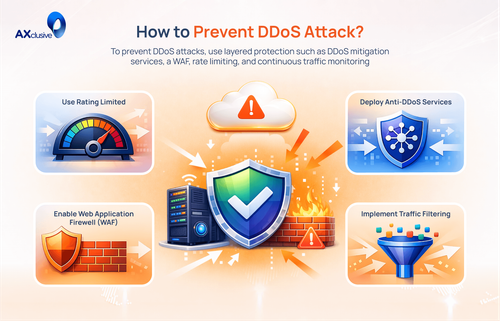 AXclusive
How to Prevent DDoS Attack?
To prevent DDoS attacks, use layered protection such as DDoS mitigation
services, a WAF, rate limiting, and continuous traffic monitoring
Use Rating Limited
Deploy Anti-DDoS Services
Enable Web Application
Firewell (WAF)
Implement Traffic Filtering